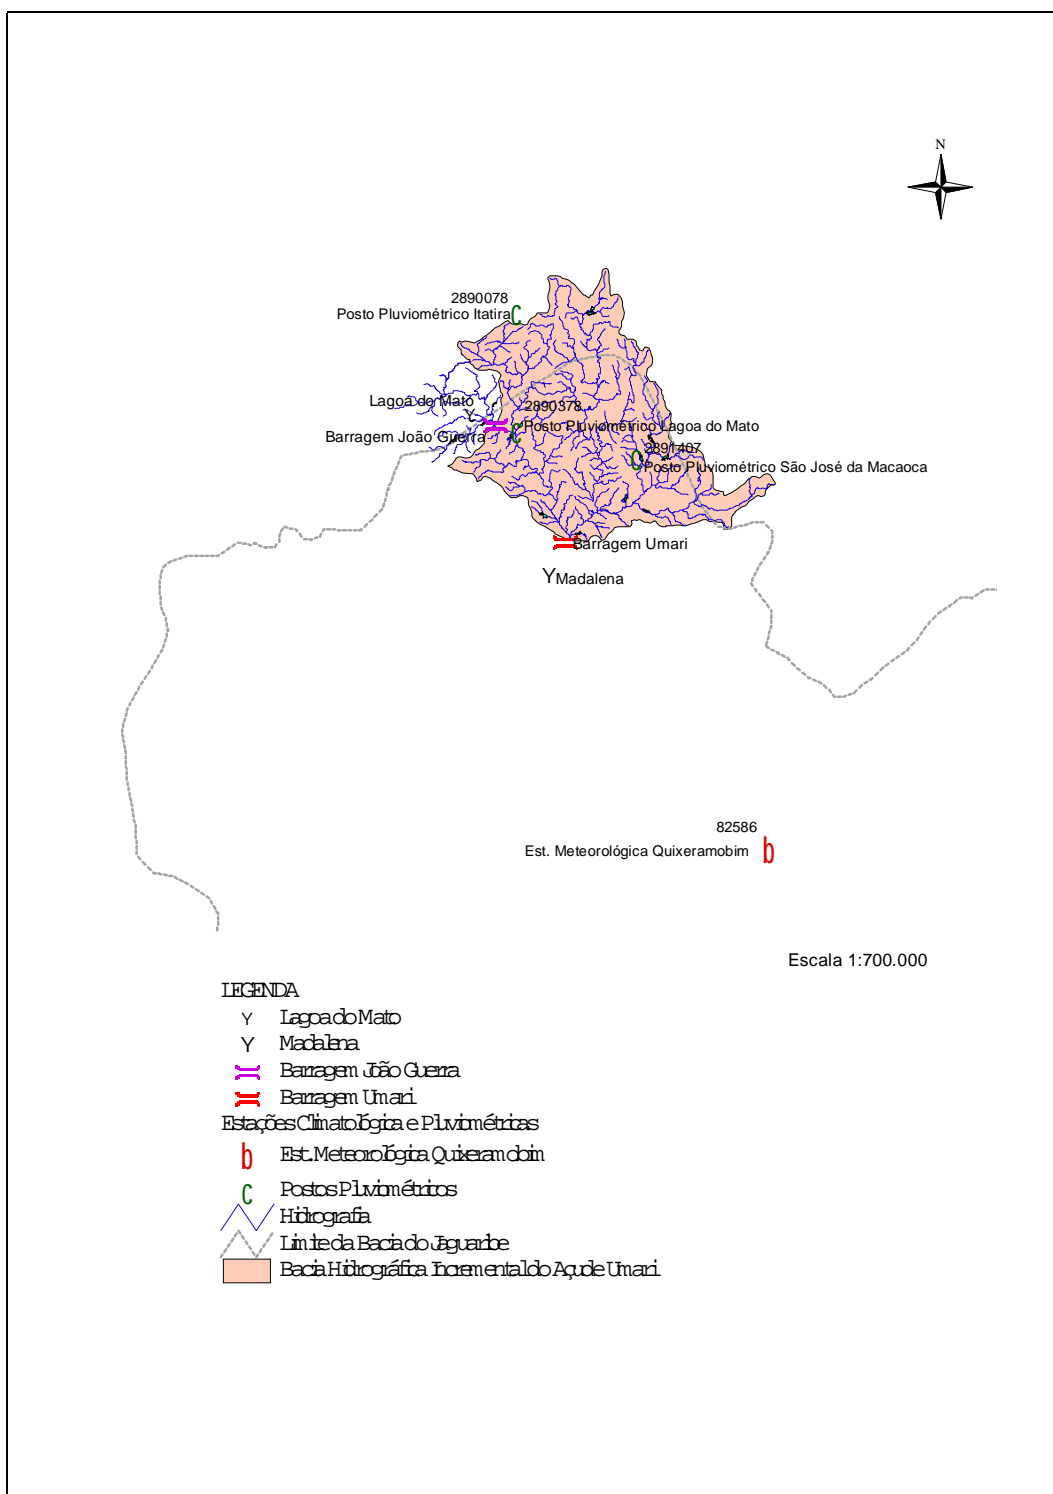 N
2890078
Posto Pluviométrico Itatira
C
Lagoa do Mato
Y
2890378
Posto Pluviométrico Lagoa do Mato
C
Barragem João Guerra
2891407
C
Posto Pluviométrico São José da Macaoca
Barragem Umari
Y Madalena
82586
Est. Meteorológica Quixeramobim b
Escala 1:700.000
LEGENDA
Y Lagoa do Mato
Y Madalena
Barragem João Guerra
Barragem Umari
Estações Climatológica e Pluviométricas
b Est. Meteorológica Quixeramobim
C Postos Pluviométricos
Hidrografia
Limite da Bacia do Jaguaribe
Bacia Hidrográfica Incremental do Açude Umari